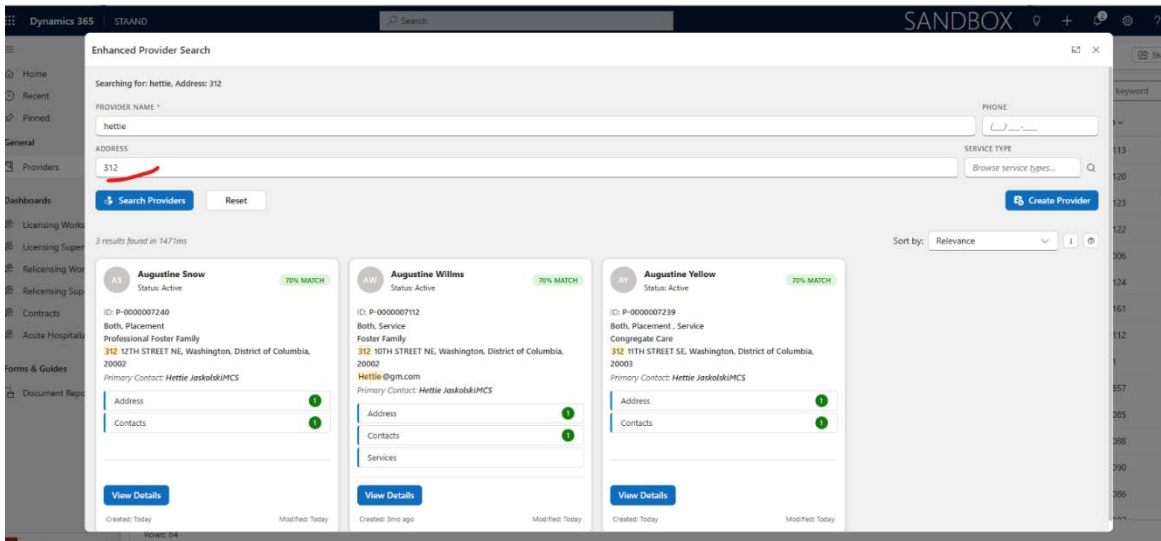 Dynamics 365 STAAND
Search
SANDBOX
Home
Recent
Pinned
General
Providers
Dashboards
Licensing Work
Licensing Super
Relicensing Wor
Relicensing Sup
Contracts
Acute Hospitaliz
Forms & Guides
Document Repo
Enhanced Provider Search
Searching for: hettie, Address: 312
PROVIDER NAME *
hettie
PHONE
(__) __-___
ADDRESS
312
SERVICE TYPE
Browse service types...
Search Providers
Reset
Create Provider
3 results found in 1471ms
Sort by: Relevance
AS
Augustine Snow
Status: Active
70% MATCH
ID: P-0000007240
Both, Placement
Professional Foster Family
312 12TH STREET NE, Washington, District of Columbia,
20002
Primary Contact: Hettie JaskolskiMCS
Address 1
Contacts 1
View Details
Created: Today
Modified: Today
AW
Augustine Willms
Status: Active
70% MATCH
ID: P-0000007112
Both, Service
Foster Family
312 10TH STREET NE, Washington, District of Columbia,
20002
Hettie@gm.com
Primary Contact: Hettie JaskolskiMCS
Address 1
Contacts 1
Services
View Details
Created: 3mo ago
Modified: Today
AY
Augustine Yellow
Status: Active
70% MATCH
ID: P-0000007239
Both, Placement , Service
Congregate Care
312 11TH STREET SE, Washington, District of Columbia,
20003
Primary Contact: Hettie JaskolskiMCS
Address 1
Contacts 1
View Details
Created: Today
Modified: Today
keyword
113
120
123
122
006
124
161
112
557
085
088
090
086
Rows: 64